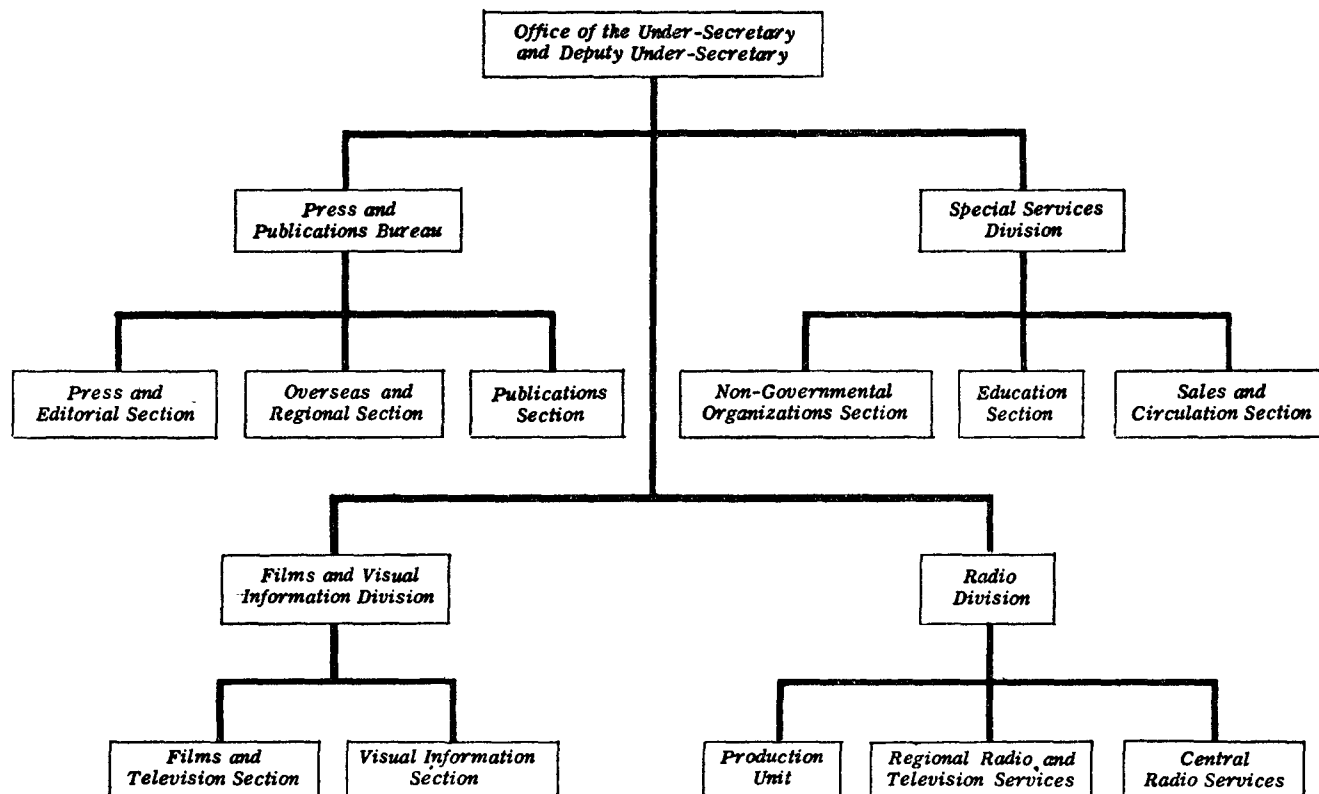 Office of the Under-Secretary
and Deputy Under-Secretary
Press and
Publications Bureau
Special Services
Division
Press and
Editorial Section
Overseas and
Regional Section
Publications
Section
Non-Governmental
Organizations Section
Education
Section
Sales and
Circulation Section
Films and Visual
Information Division
Radio
Division
Films and
Television Section
Visual Information
Section
Production
Unit
Regional Radio and
Television Services
Central
Radio Services